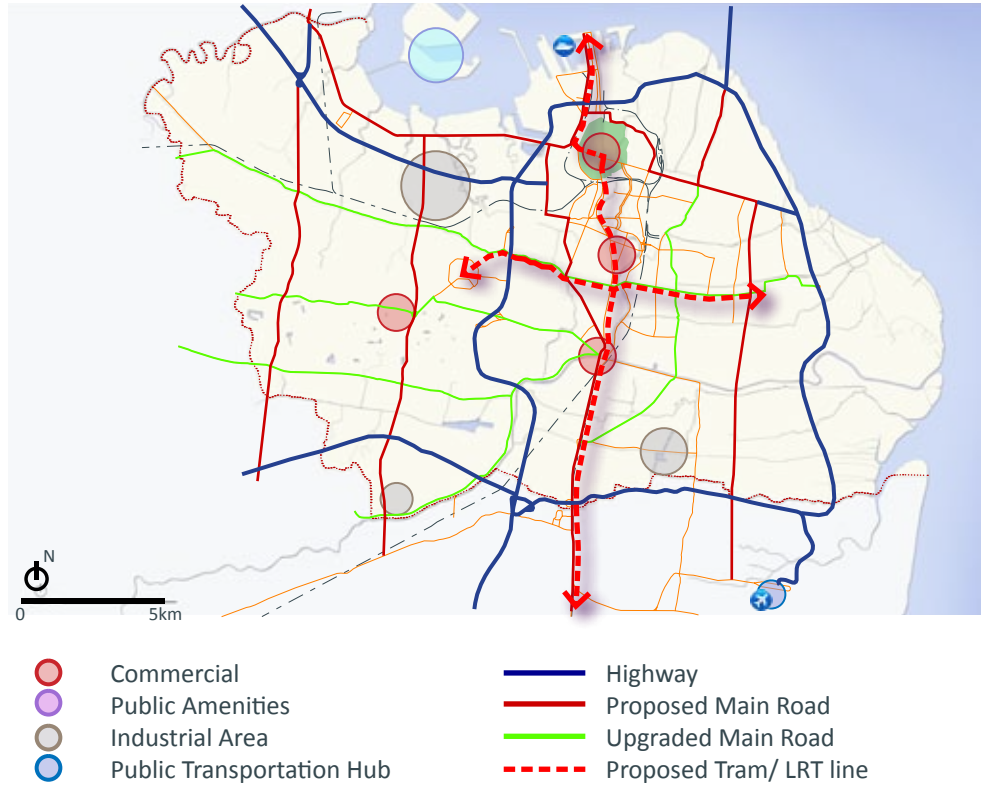 N
0 5km
Commercial
Public Amenities
Industrial Area
Public Transportation Hub
Highway
Proposed Main Road
Upgraded Main Road
Proposed Tram/ LRT line